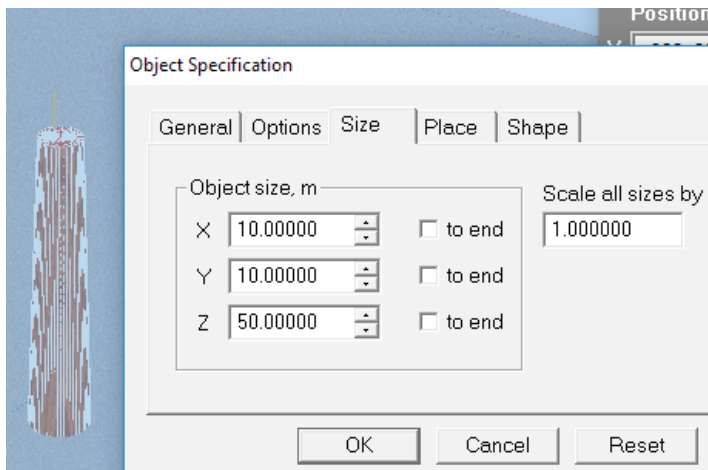 Position
Object Specification
General Options Size Place Shape
Object size, m
Scale all sizes by
X 10.00000 to end
1.000000
Y 10.00000 to end
Z 50.00000 to end
OK Cancel Reset